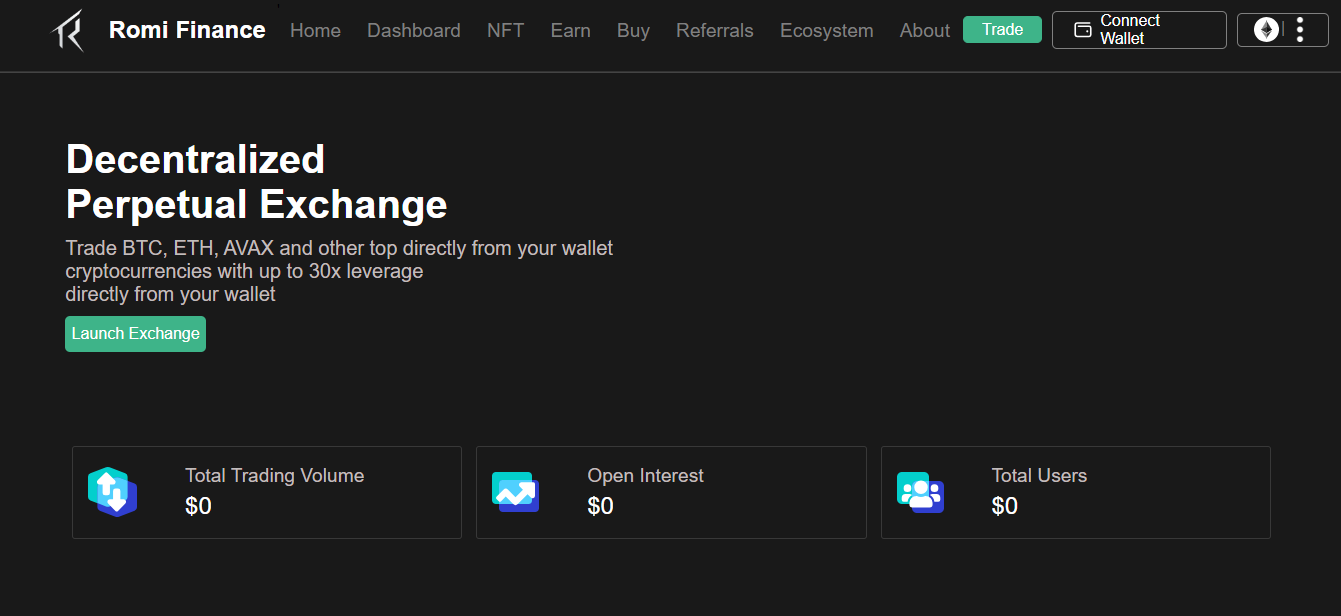 Romi Finance Home Dashboard NFT Earn Buy Referrals Ecosystem About Trade Connect
Wallet
Decentralized
Perpetual Exchange
Trade BTC, ETH, AVAX and other top directly from your wallet
cryptocurrencies with up to 30x leverage
directly from your wallet
Launch Exchange
Total Trading Volume
$0
Open Interest
$0
Total Users
$0